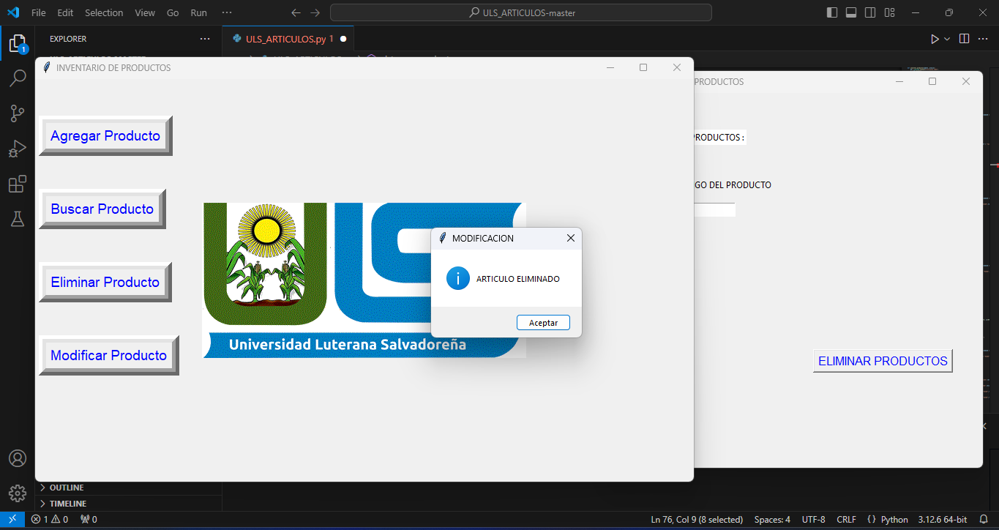 File Edit Selection View Go Run ··· ULS_ARTICULOS-master
EXPLORER ···
ULS_ARTICULOS.py 1
1
INVENTARIO DE PRODUCTOS
PRODUCTOS
Agregar Producto
PRODUCTOS :
GO DEL PRODUCTO
Buscar Producto
MODIFICACION
ARTICULO ELIMINADO
Aceptar
Eliminar Producto
Universidad Luterana Salvadoreña
Modificar Producto
ELIMINAR PRODUCTOS
OUTLINE
TIMELINE
1 0 0 Ln 76, Col 9 (8 selected) Spaces: 4 UTF-8 CRLF {} Python 3.12.6 64-bit